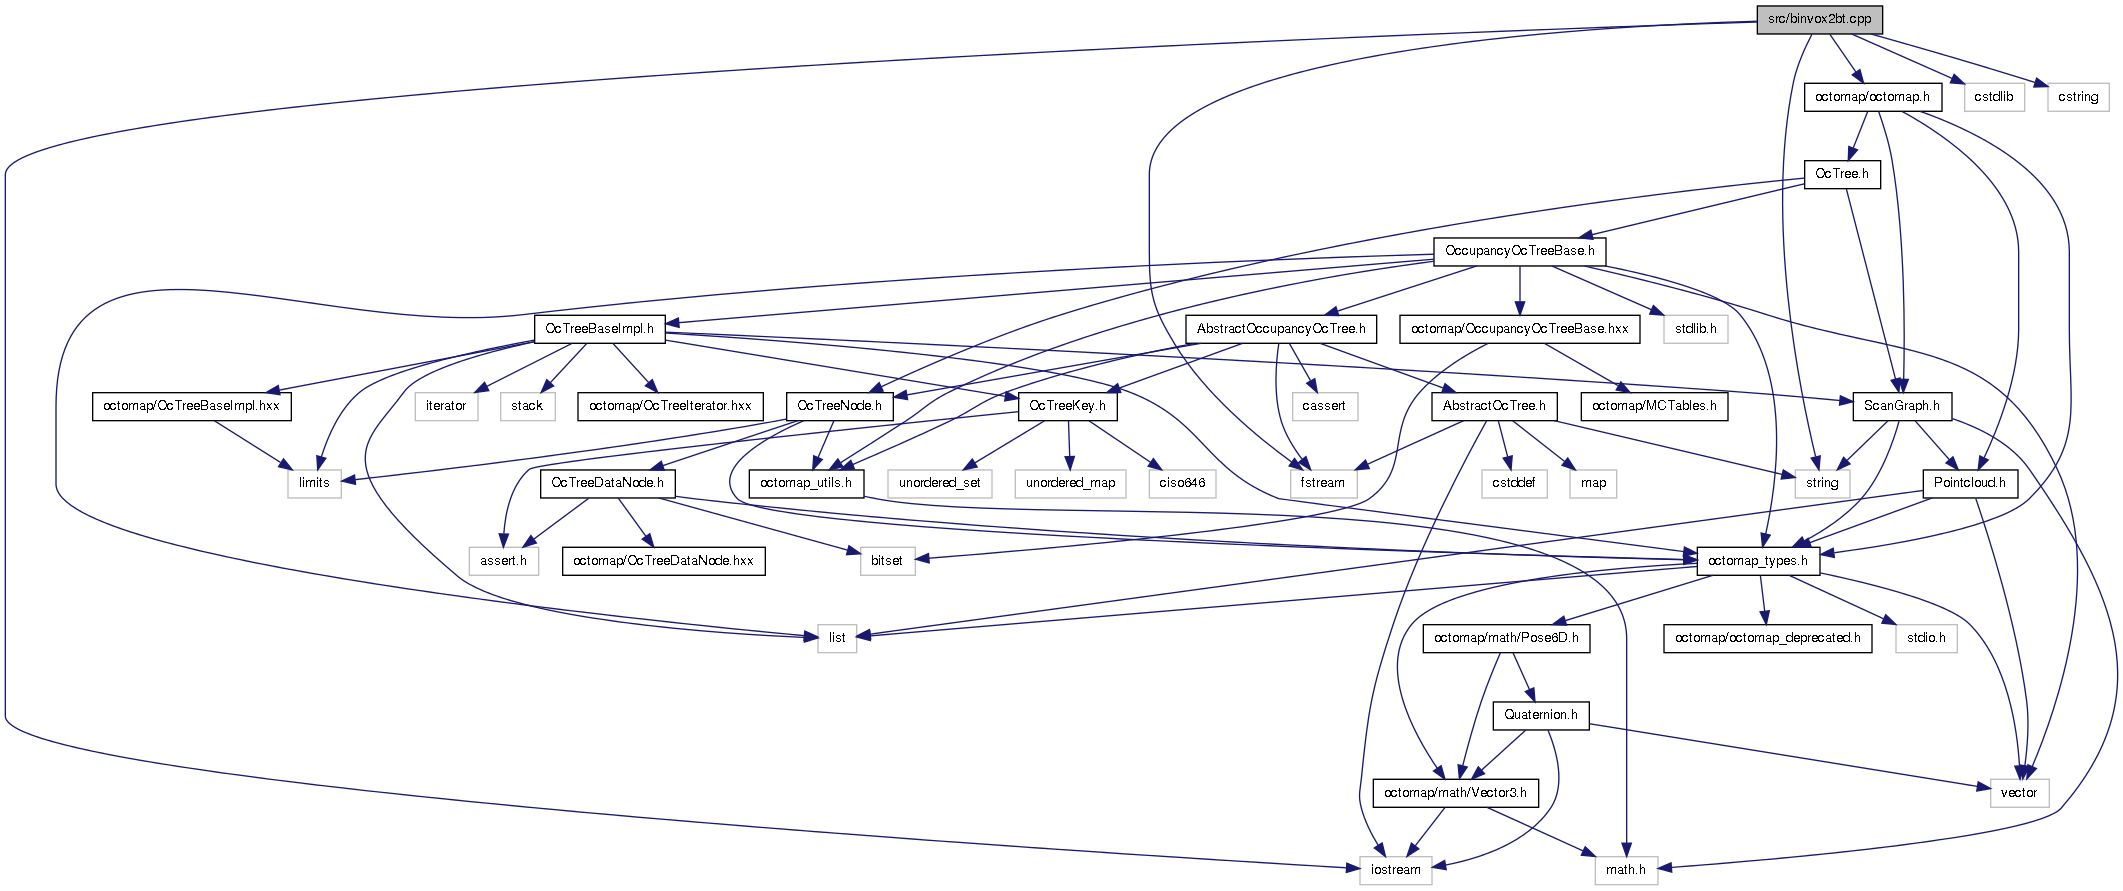 src/binvox2bt.cpp
octomap/octomap.h
cstdlib
cstring
OcTree.h
OccupancyOcTreeBase.h
OcTreeBaseImpl.h
AbstractOccupancyOcTree.h
octomap/OccupancyOcTreeBase.hxx
stdlib.h
octomap/OcTreeBaseImpl.hxx
iterator
stack
octomap/OcTreeIterator.hxx
OcTreeNode.h
OcTreeKey.h
cassert
AbstractOcTree.h
octomap/MCTables.h
ScanGraph.h
limits
OcTreeDataNode.h
octomap_utils.h
unordered_set
unordered_map
ciso646
fstream
cstddef
map
string
Pointcloud.h
assert.h
octomap/OcTreeDataNode.hxx
bitset
octomap_types.h
list
octomap/math/Pose6D.h
octomap/octomap_deprecated.h
stdio.h
Quaternion.h
octomap/math/Vector3.h
vector
iostream
math.h